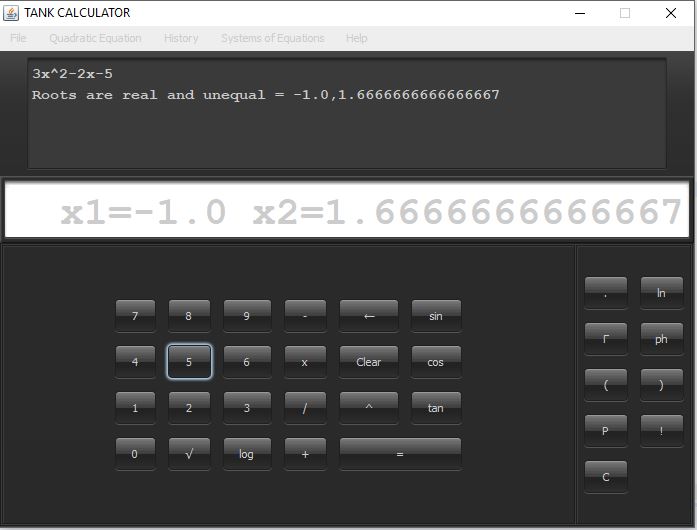 TANK CALCULATOR
File Quadratic Equation History Systems of Equations Help
3x^2-2x-5
Roots are real and unequal = -1.0,1.6666666666666667
x1=-1.0 x2=1.6666666666667
7 8 9 - ← sin . ln
4 5 6 x Clear cos Γ ph
1 2 3 / ^ tan ( )
0 √ log + = P !
C